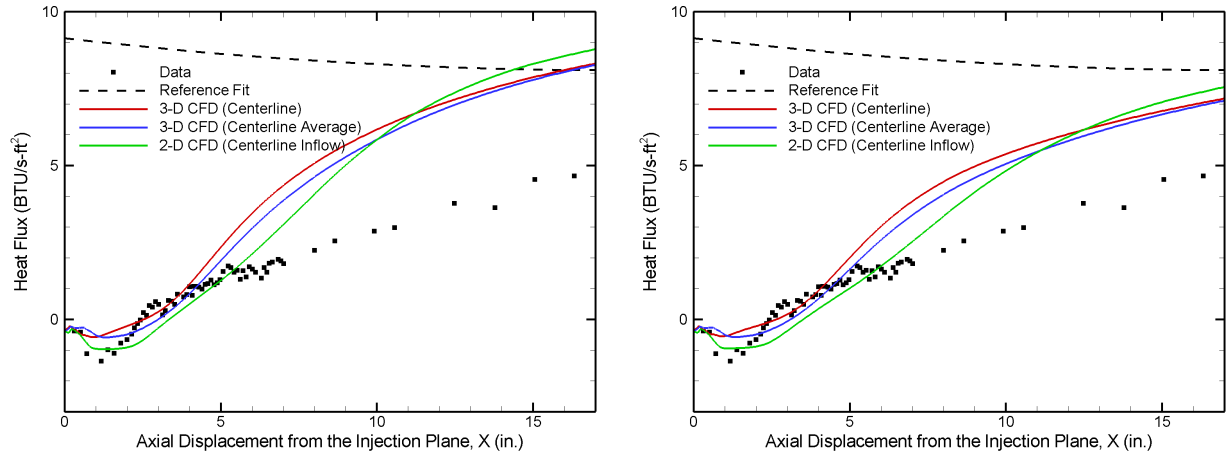 10
5
0
0
5
10
15
Heat Flux (BTU/s-ft²)
Axial Displacement from the Injection Plane, X (in.)
Data
Reference Fit
3-D CFD (Centerline)
3-D CFD (Centerline Average)
2-D CFD (Centerline Inflow)
10
5
0
0
5
10
15
Heat Flux (BTU/s-ft²)
Axial Displacement from the Injection Plane, X (in.)
Data
Reference Fit
3-D CFD (Centerline)
3-D CFD (Centerline Average)
2-D CFD (Centerline Inflow)